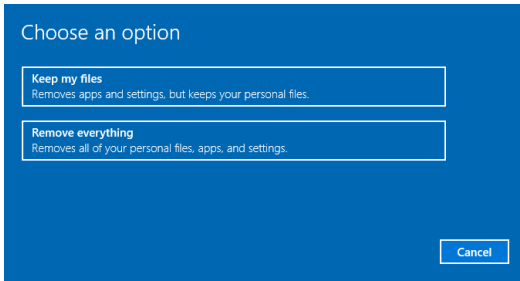 Choose an option
Keep my files
Removes apps and settings, but keeps your personal files.
Remove everything
Removes all of your personal files, apps, and settings.
Cancel